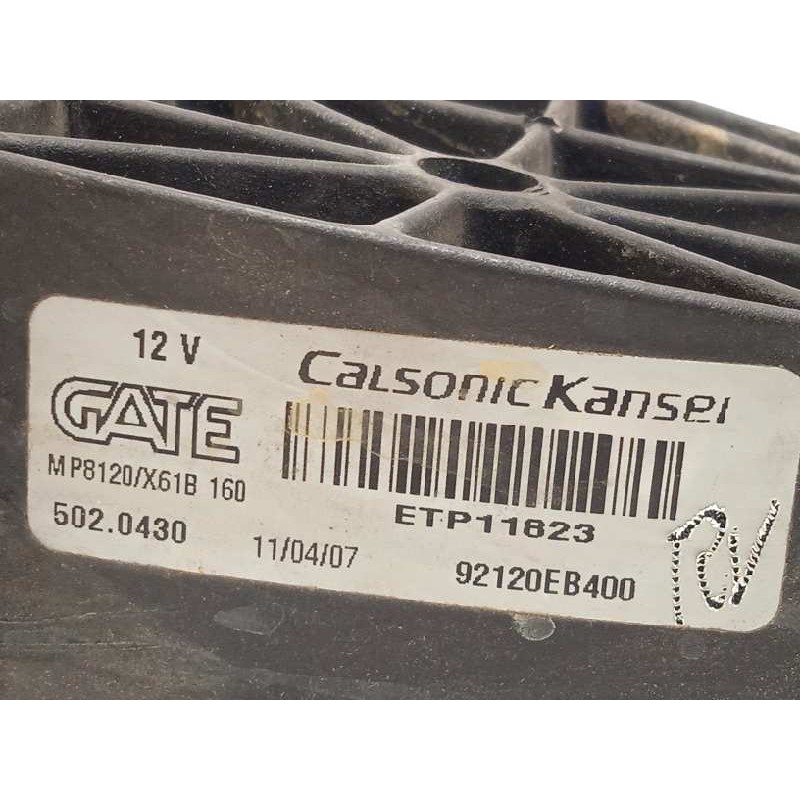 12 V
Calsonic Kansei
GATE
MP8120/X61B 160
ETP11823
502.0430
11/04/07
92120EB400